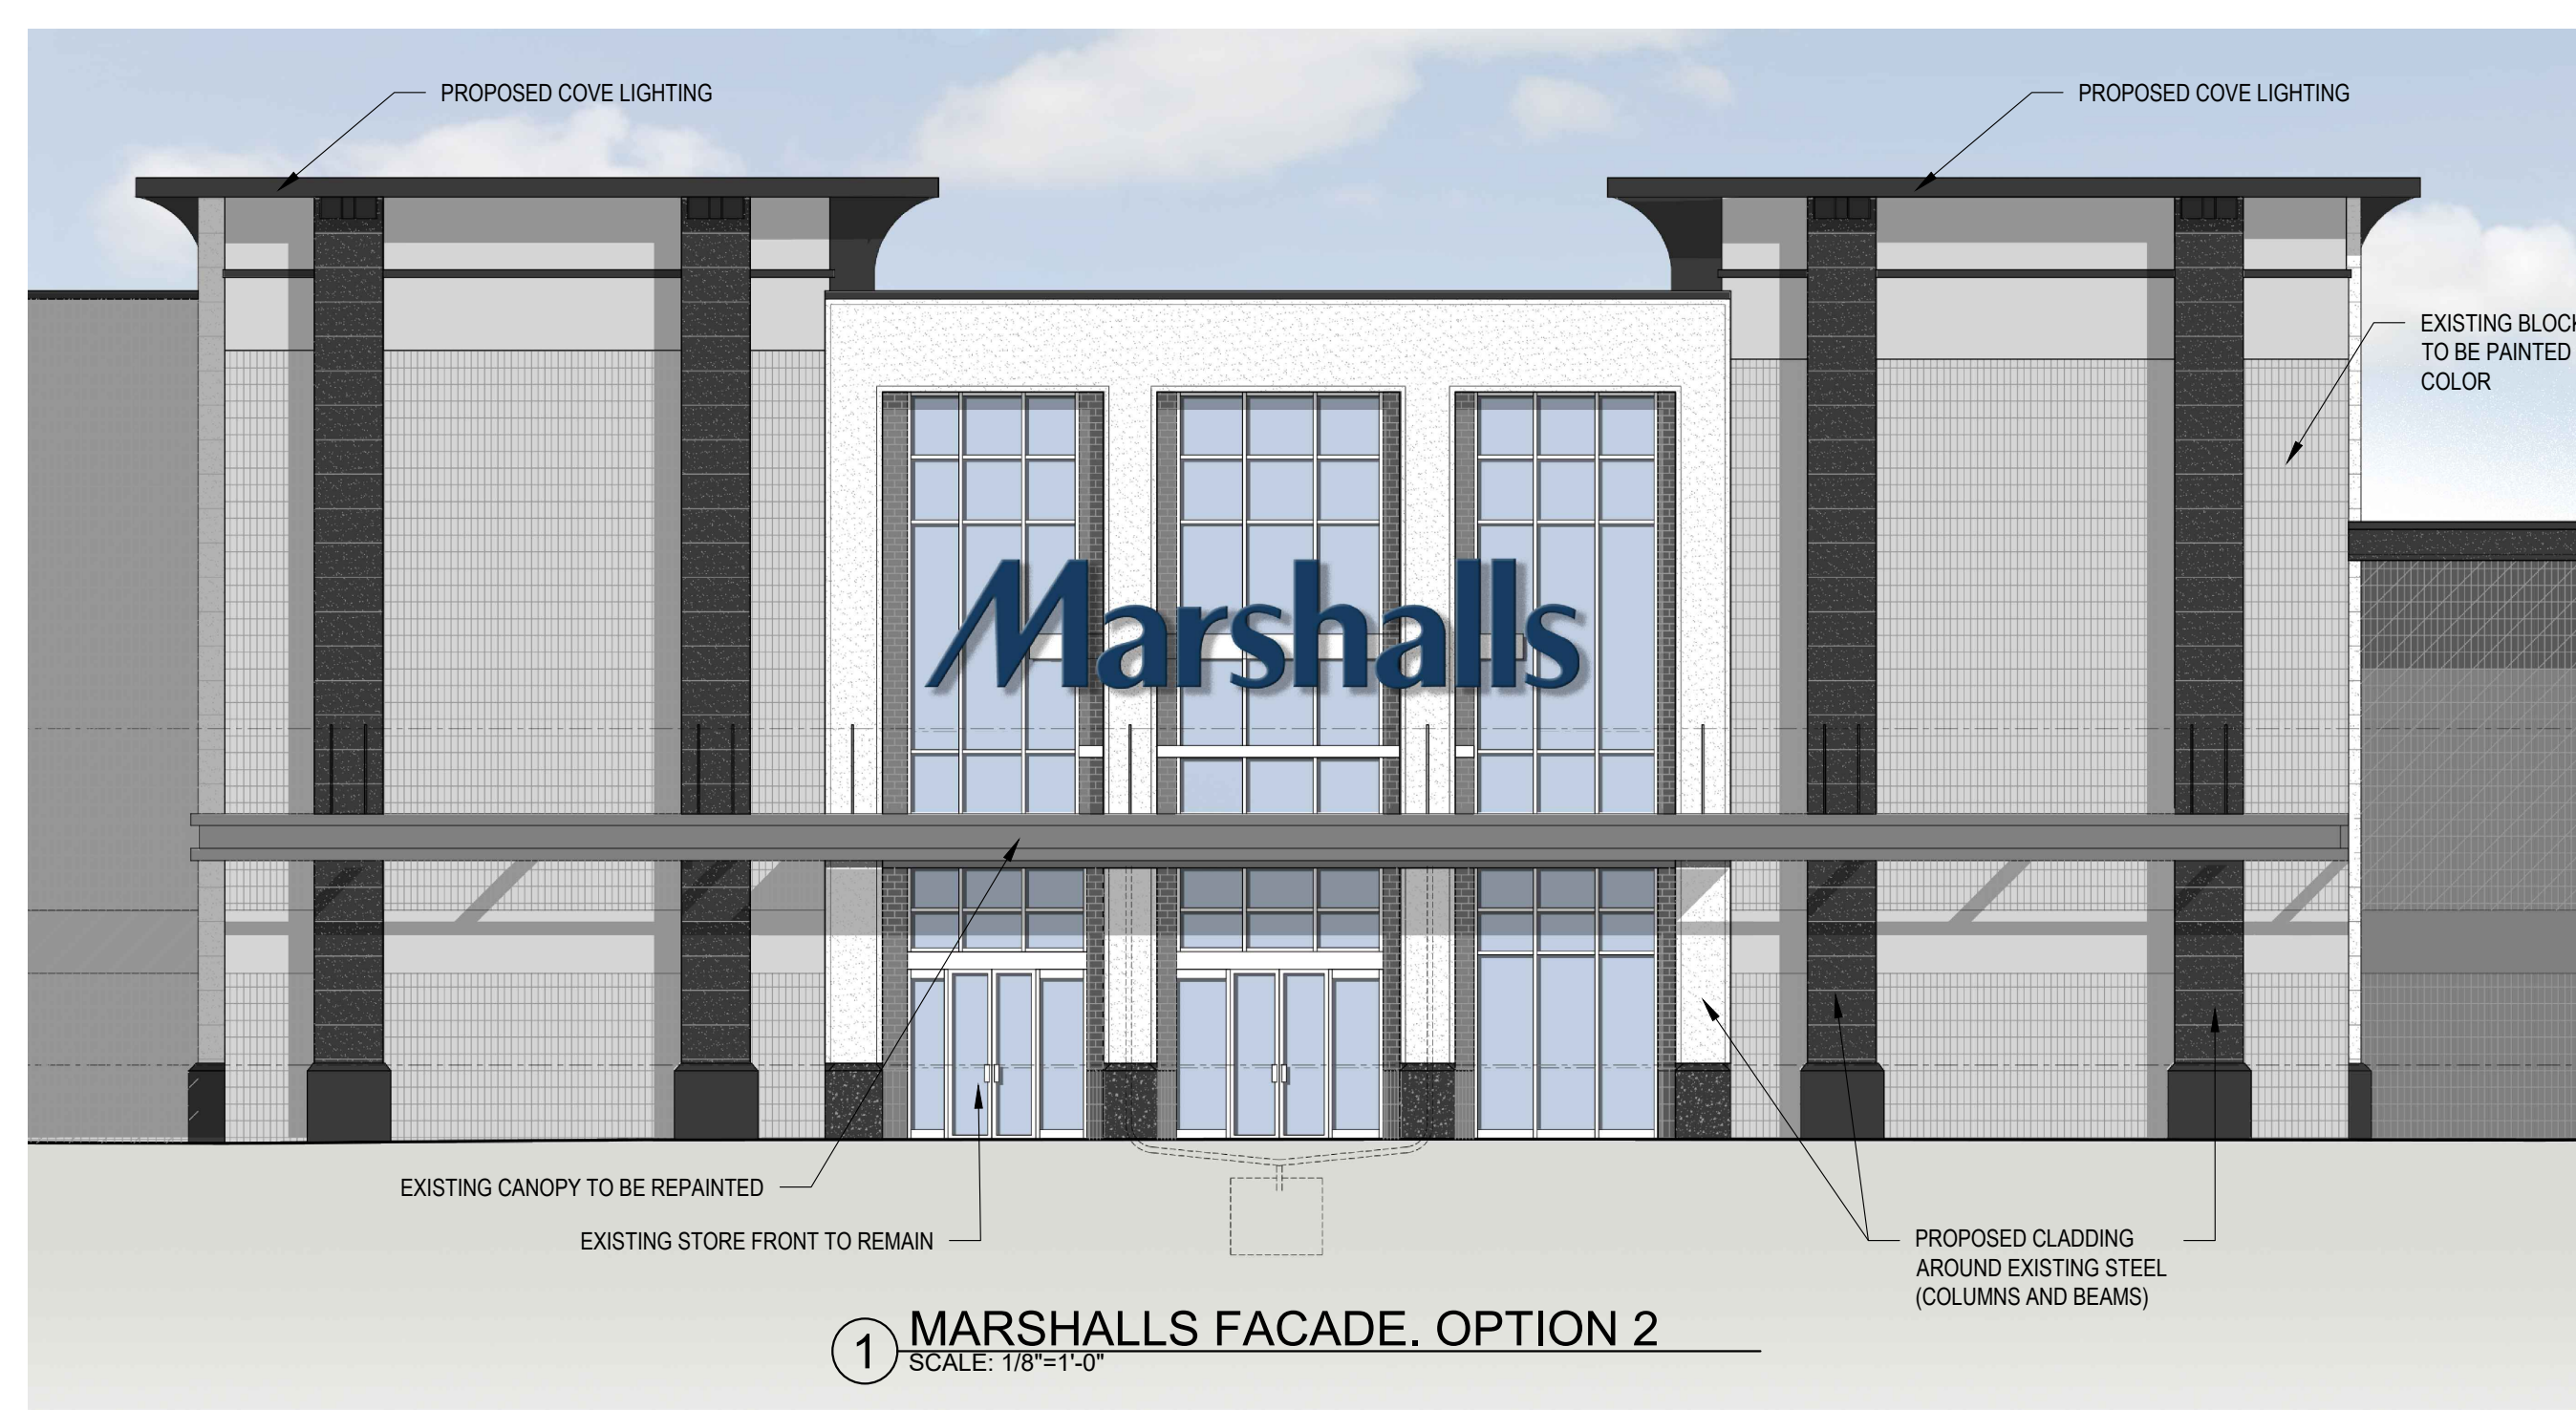 PROPOSED COVE LIGHTING
PROPOSED COVE LIGHTING
EXISTING
TO BE PAINTED
COLOR
Marshalls
EXISTING CANOPY TO BE REPAINTED
EXISTING STORE FRONT TO REMAIN
PROPOSED CLADDING
AROUND EXISTING STEEL
(COLUMNS AND BEAMS)
1
MARSHALLS FACADE. OPTION 2
SCALE: 1/8"=1'-0"